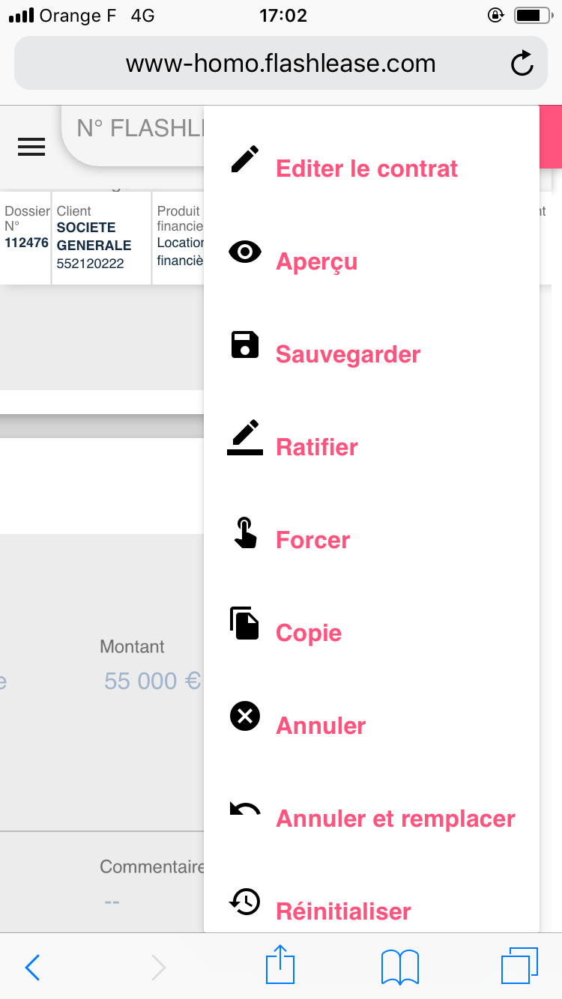 Orange F 4G 17:02
www-homo.flashlease.com
N° FLASHL
Editer le contrat
Dossier
N°
112476
Client
SOCIETE
GENERALE
552120222
Produit
financie
Location
financiè
nt
Aperçu
Sauvegarder
Ratifier
Forcer
Copie
Montant
e
55 000 €
Annuler
Annuler et remplacer
Commentaire
--
Réinitialiser